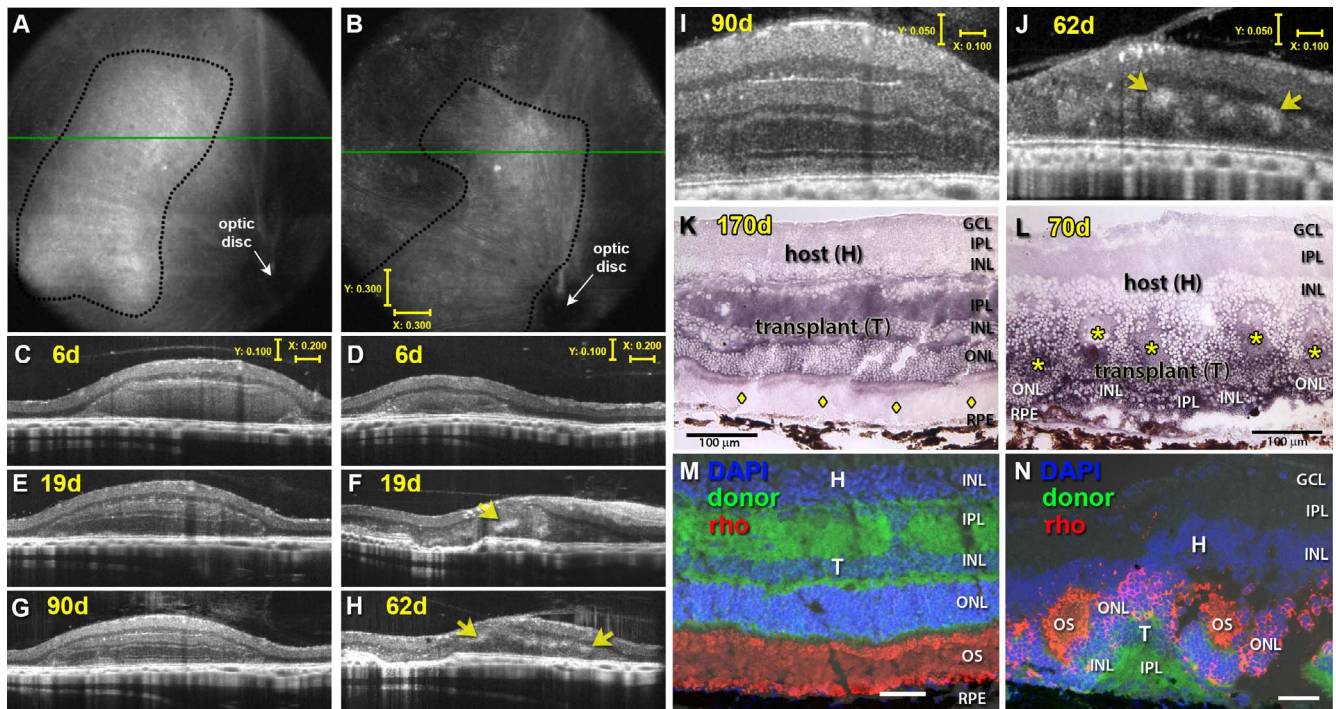 A
optic
disc
B
Y: 0.300
X: 0.300
optic
disc
C 6d
Y: 0.100
X: 0.200
D 6d
Y: 0.100
X: 0.200
E 19d
F 19d
G 90d
H 62d
I 90d
Y: 0.050
X: 0.100
J 62d
Y: 0.050
X: 0.100
K 170d
GCL
IPL
INL
host (H)
IPL
transplant (T)
INL
ONL
RPE
100 µm
L 70d
GCL
IPL
host (H)
INL
* * * * *
transplant (T)
ONL INL IPL INL ONL
RPE
100 µm
M DAPI
donor
rho
H
INL
IPL
T
INL
ONL
OS
RPE
N DAPI
donor
rho
GCL
IPL
H
INL
OS ONL T OS ONL
INL IPL